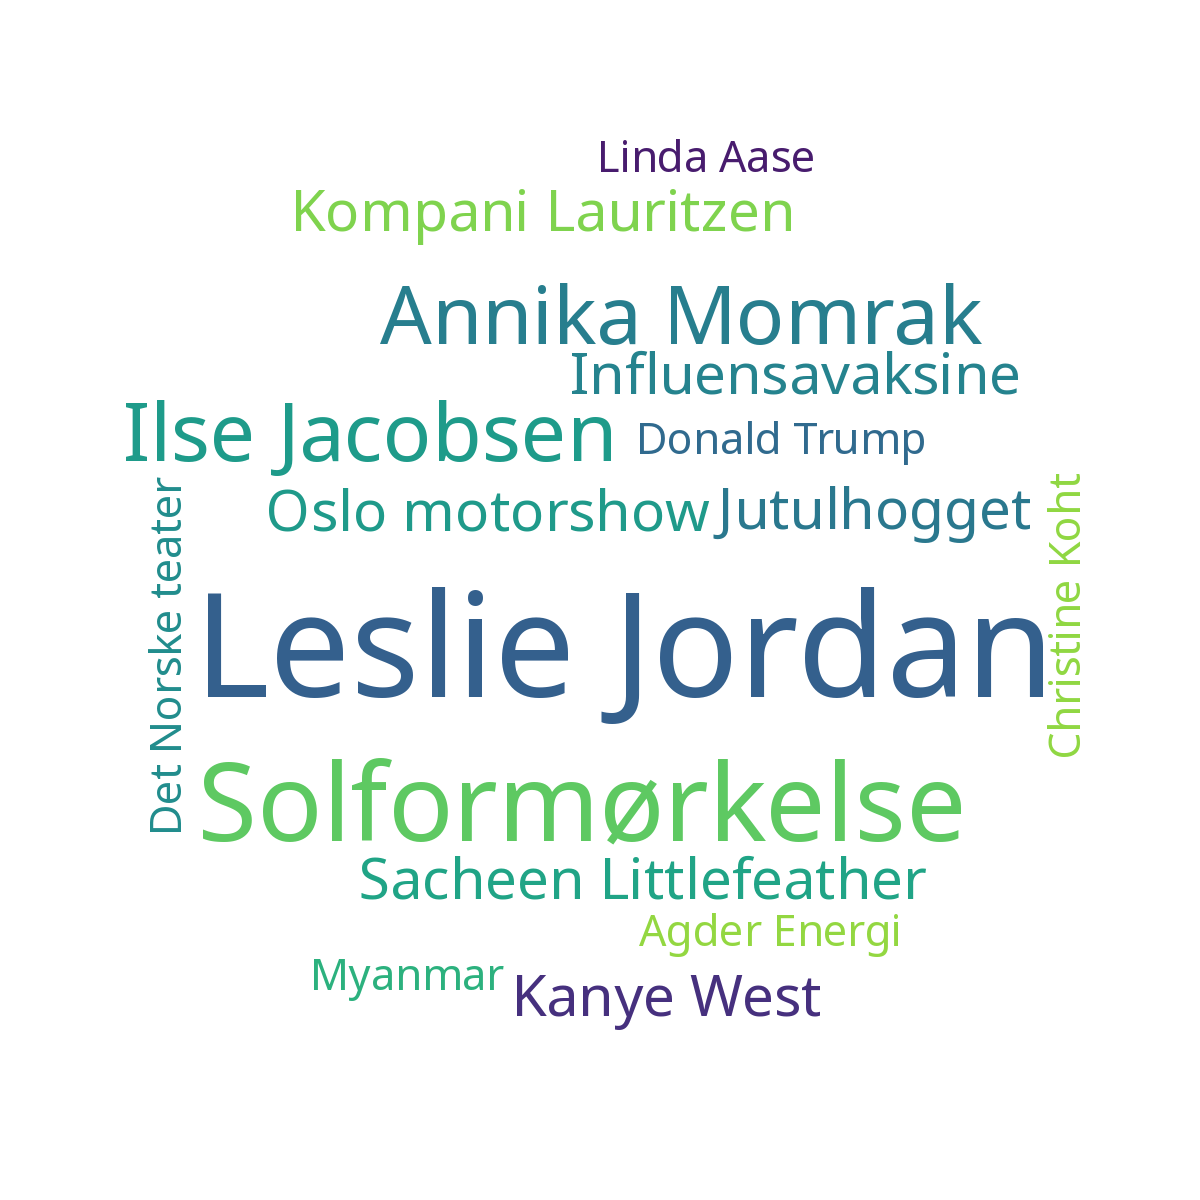 Linda Aase
Kompani Lauritzen
Annika Momrak
Influensavaksine
Ilse Jacobsen
Donald Trump
Oslo motorshow
Jutulhogget
Det Norske teater
Christine Koht
Leslie Jordan
Solformørkelse
Sacheen Littlefeather
Agder Energi
Myanmar
Kanye West